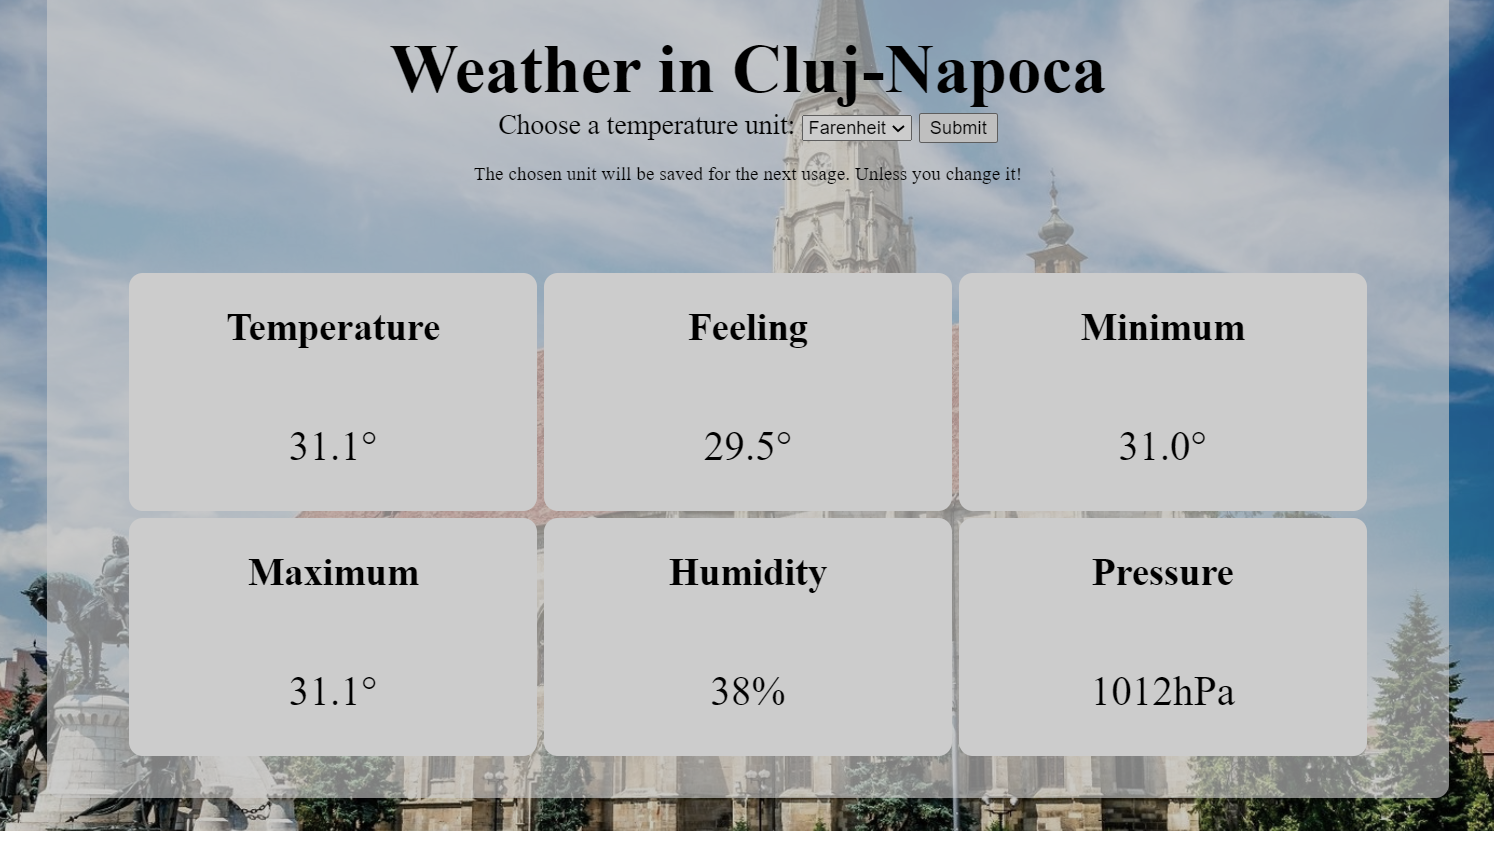 Weather in Cluj-Napoca
Choose a temperature unit: Farenheit Submit
The chosen unit will be saved for the next usage. Unless you change it!
Temperature
31.1°
Feeling
29.5°
Minimum
31.0°
Maximum
31.1°
Humidity
38%
Pressure
1012hPa